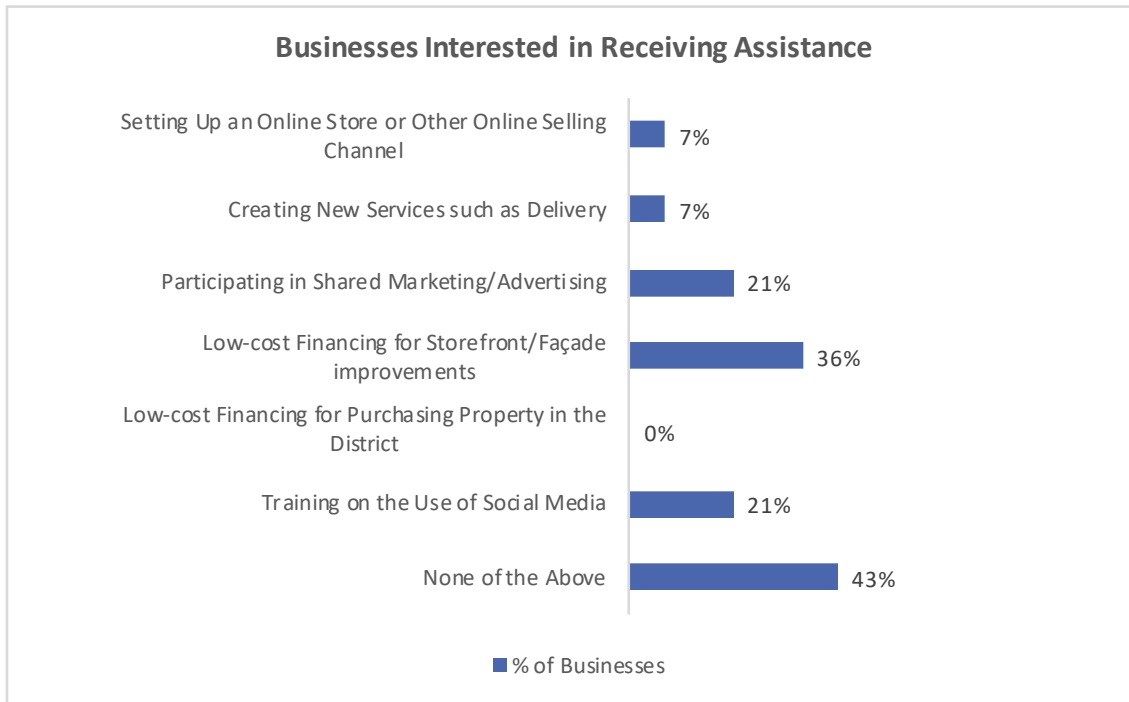 Businesses Interested in Receiving Assistance
Setting Up an Online Store or Other Online Selling
Channel
7%
Creating New Services such as Delivery
7%
Participating in Shared Marketing/Advertising
21%
Low-cost Financing for Storefront/Façade
improvements
36%
Low-cost Financing for Purchasing Property in the
District
0%
Training on the Use of Social Media
21%
None of the Above
43%
% of Businesses